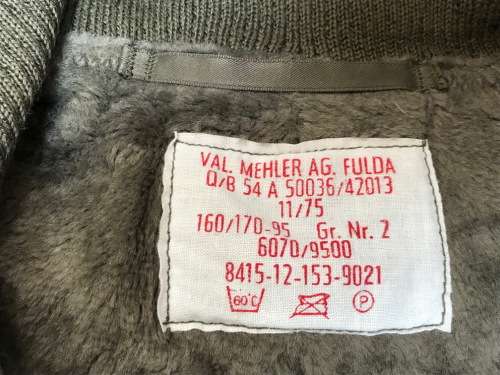 VAL. MEHLER AG. FULDA
Q/B 54 A 50036/42013
11/75
160/170-95 Gr. Nr. 2
6070/9500
8415-12-153-9021
60°C P